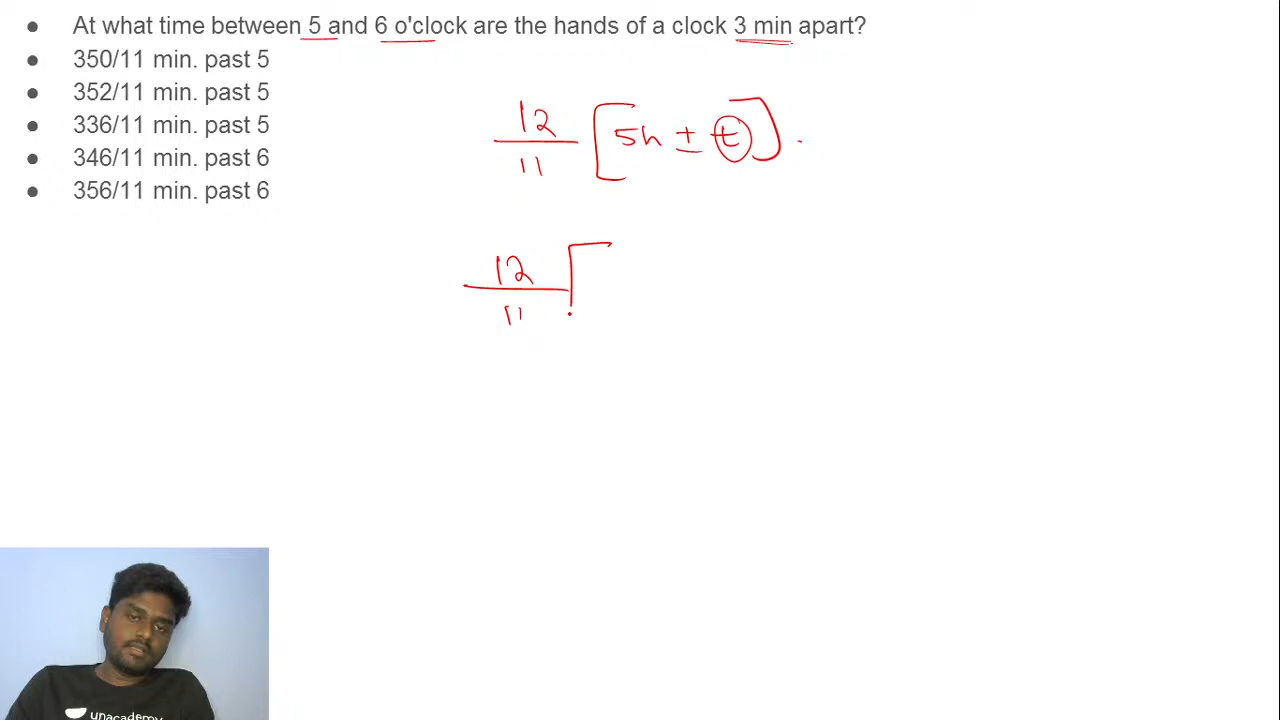 ● At what time between 5 and 6 o'clock are the hands of a clock 3 min apart?
● 350/11 min. past 5
● 352/11 min. past 5
● 336/11 min. past 5
● 346/11 min. past 6
● 356/11 min. past 6
12
11
[5h ± t] .
12
11
[
unacademy